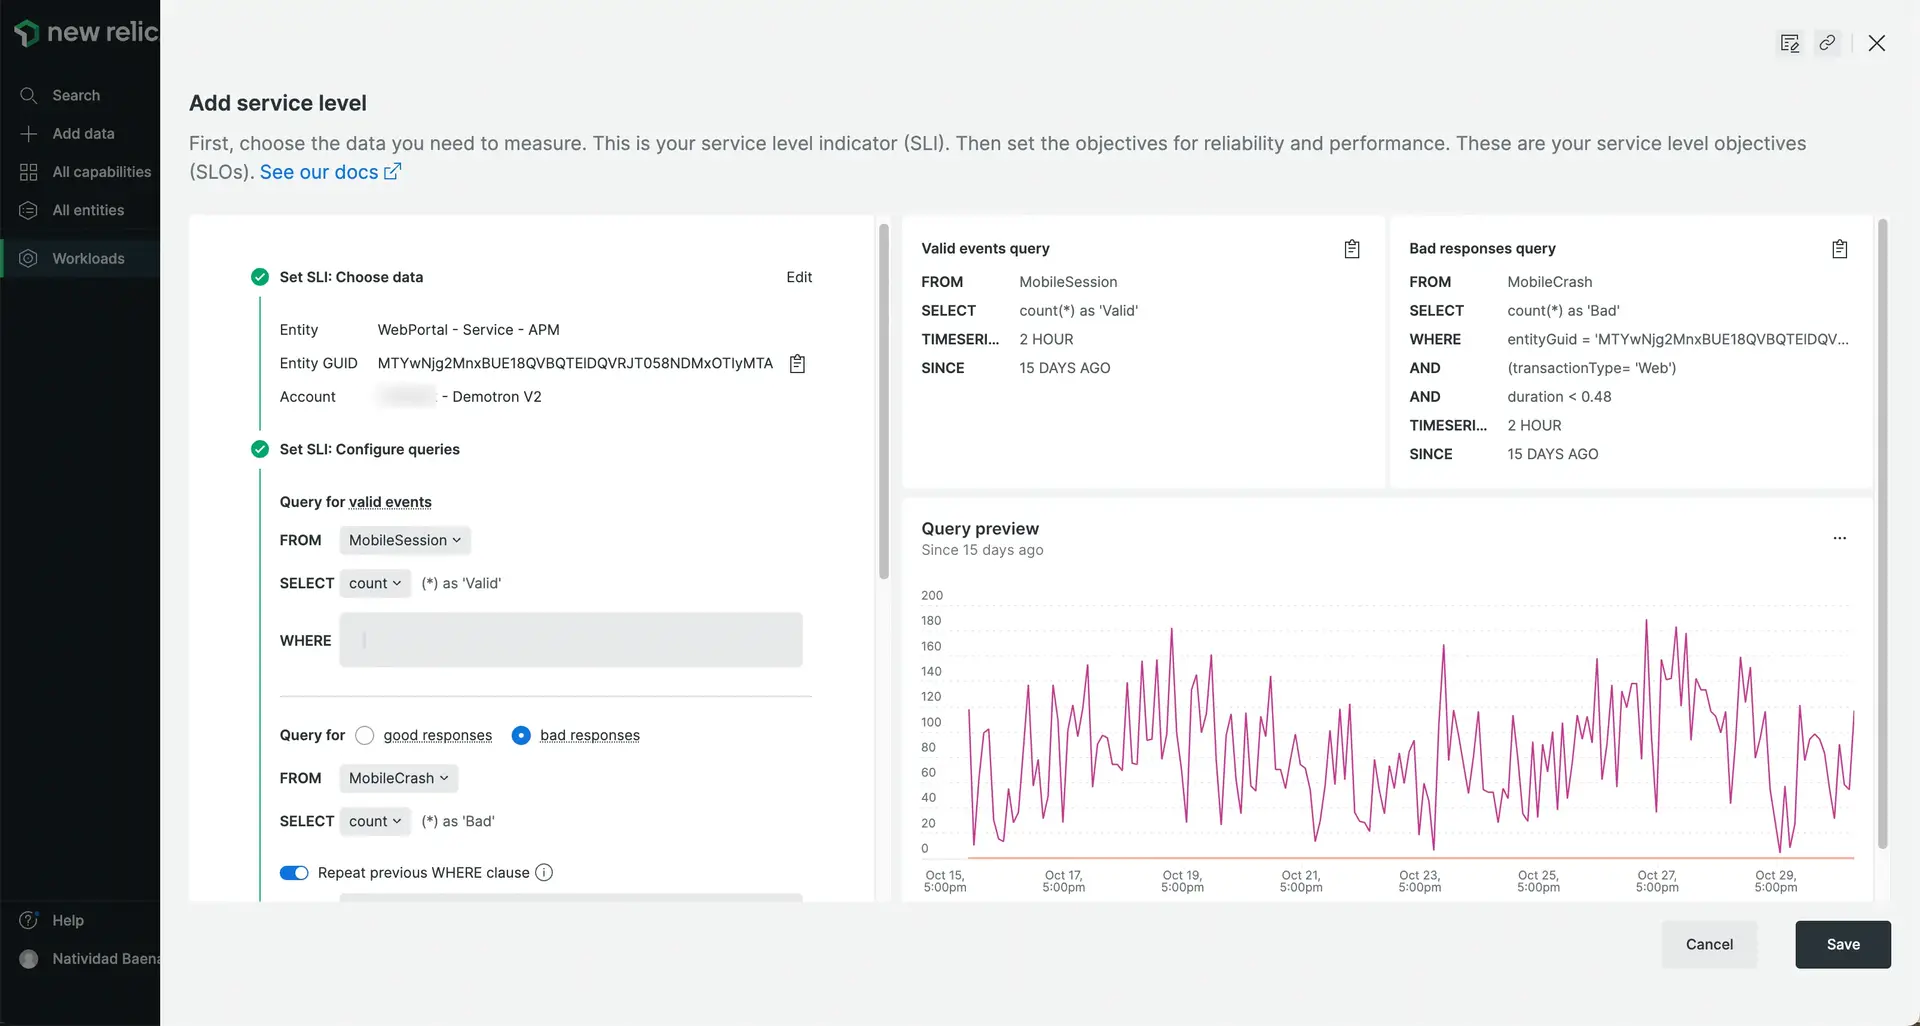 new relic
Search
Add data
All capabilities
All entities
Workloads
Help
Natividad Baena
Add service level
First, choose the data you need to measure. This is your service level indicator (SLI). Then set the objectives for reliability and performance. These are your service level objectives
(SLOs). See our docs
Set SLI: Choose data
Edit
Entity WebPortal - Service - APM
Entity GUID MTYwNjg2MnxBUE18QVBQTElDQVRJT058NDMxOTIyMTA
Account - Demotron V2
Set SLI: Configure queries
Query for valid events
FROM MobileSession
SELECT count (*) as 'Valid'
WHERE
Query for good responses bad responses
FROM MobileCrash
SELECT count (*) as 'Bad'
Repeat previous WHERE clause
Valid events query
FROM MobileSession
SELECT count(*) as 'Valid'
TIMESERI... 2 HOUR
SINCE 15 DAYS AGO
Bad responses query
FROM MobileCrash
SELECT count(*) as 'Bad'
WHERE entityGuid = 'MTYwNjg2MnxBUE18QVBQTElDQV...
AND (transactionType= 'Web')
AND duration < 0.48
TIMESERI... 2 HOUR
SINCE 15 DAYS AGO
Query preview
Since 15 days ago
...
200
180
160
140
120
100
80
60
40
20
0
Oct 15,
5:00pm
Oct 17,
5:00pm
Oct 19,
5:00pm
Oct 21,
5:00pm
Oct 23,
5:00pm
Oct 25,
5:00pm
Oct 27,
5:00pm
Oct 29,
5:00pm
Cancel
Save